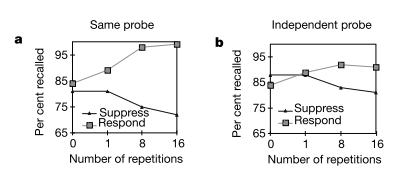 Same probe
a
Per cent recalled
95
85
75
65
Suppress
Respond
0 1 8 16
Number of repetitions
Independent probe
b
Per cent recalled
95
85
75
65
Suppress
Respond
0 1 8 16
Number of repetitions